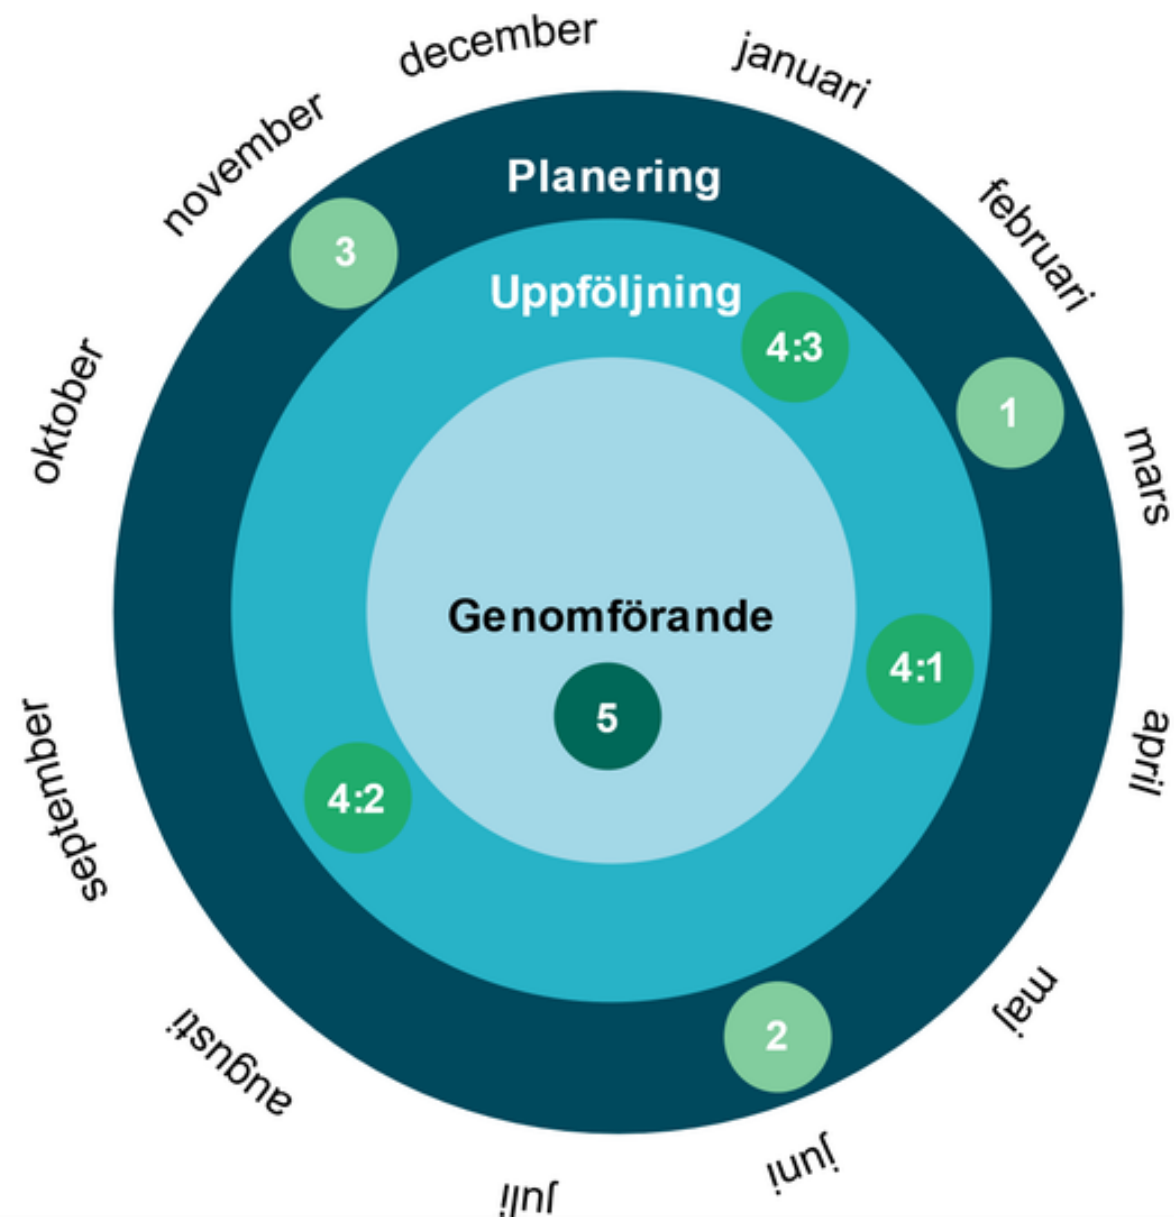 december
januari
november
Planering
februari
3
Uppföljning
4:3
oktober
1
mars
Genomförande
4:1
5
september
april
4:2
maj
2
augusti
juni
juli